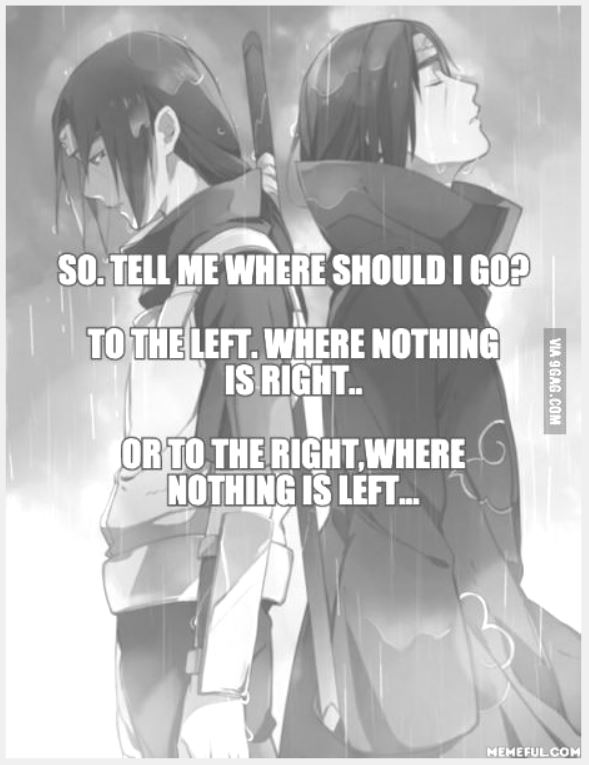 SO. TELL ME WHERE SHOULD I GO?
TO THE LEFT. WHERE NOTHING
IS RIGHT..
OR TO THE RIGHT,WHERE
NOTHING IS LEFT...
VIA 9GAG.COM
MEMEFUL.COM